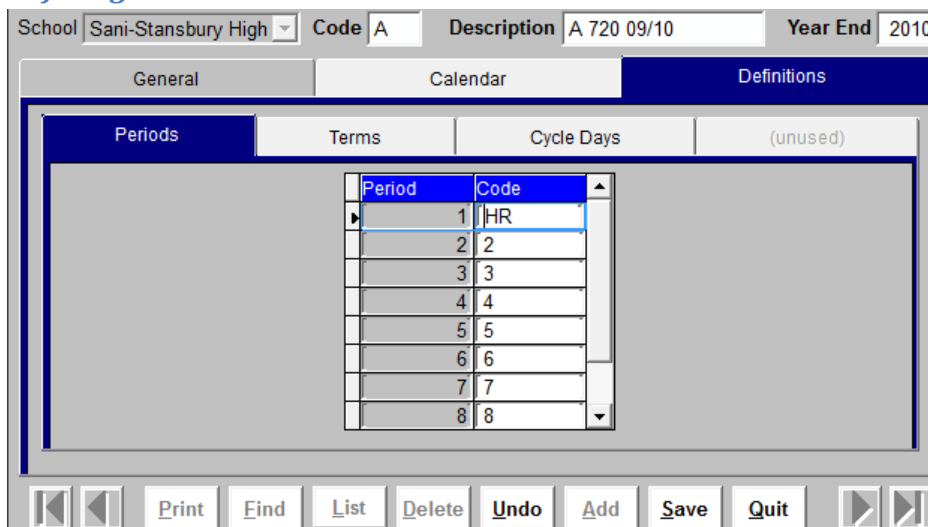 School Sani-Stansbury High Code A Description A 720 09/10 Year End 2010
General Calendar Definitions
Periods Terms Cycle Days (unused)
Period Code
1 HR
2 2
3 3
4 4
5 5
6 6
7 7
8 8
Print Find List Delete Undo Add Save Quit